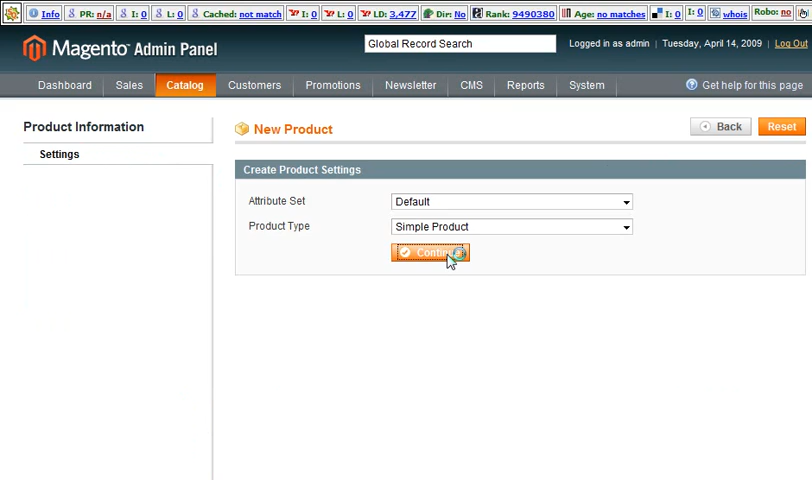 Info PR: n/a I: 0 L: 0 Cached: not match I: 0 L: 0 LD: 3,477 Dir: No Rank: 9490380 Age: no matches I: 0 I: 0 whois Robo: no
Magento Admin Panel
Global Record Search
Logged in as admin | Tuesday, April 14, 2009 | Log Out
Dashboard Sales Catalog Customers Promotions Newsletter CMS Reports System Get help for this page
Product Information
New Product
Back Reset
Settings
Create Product Settings
Attribute Set Default
Product Type Simple Product